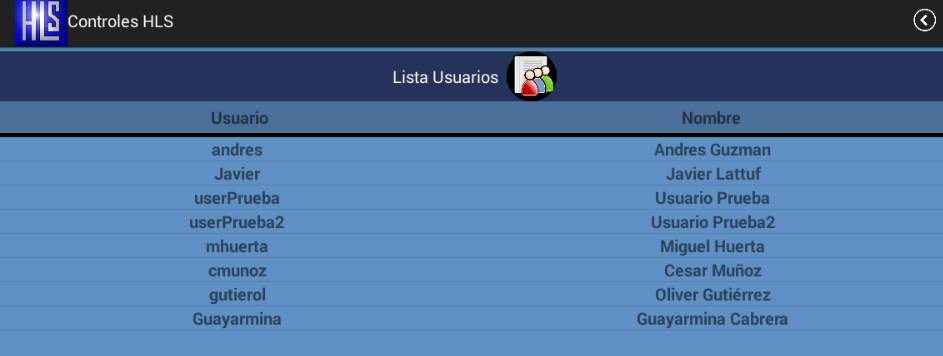 HLS Controles HLS
Lista Usuarios
Usuario Nombre
andres Andres Guzman
Javier Javier Lattuf
userPrueba Usuario Prueba
userPrueba2 Usuario Prueba2
mhuerta Miguel Huerta
cmunoz Cesar Muñoz
gutierol Oliver Gutiérrez
Guayarmina Guayarmina Cabrera